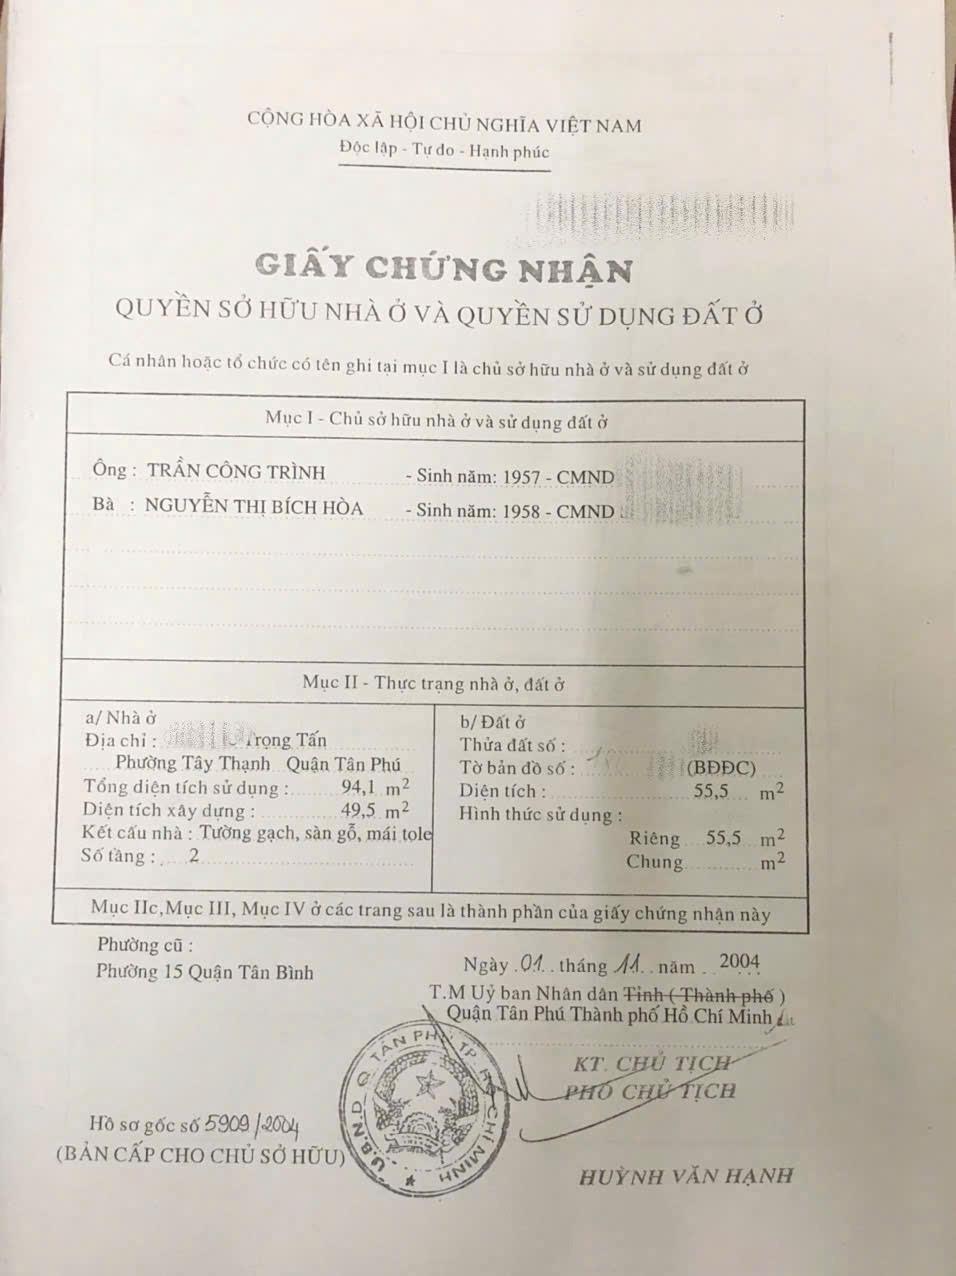 CỘNG HÒA XÃ HỘI CHỦ NGHĨA VIỆT NAM
Độc lập - Tự do - Hạnh phúc
GIẤY CHỨNG NHẬN
QUYỀN SỞ HỮU NHÀ Ở VÀ QUYỀN SỬ DỤNG ĐẤT Ở
Cá nhân hoặc tổ chức có tên ghi tại mục I là chủ sở hữu nhà ở và sử dụng đất ở
Mục I - Chủ sở hữu nhà ở và sử dụng đất ở
Ông : TRẦN CÔNG TRÌNH - Sinh năm: 1957 - CMND
Bà : NGUYỄN THỊ BÍCH HÒA - Sinh năm: 1958 - CMND
Mục II - Thực trạng nhà ở, đất ở
a/ Nhà ở
Địa chỉ : Trọng Tấn
Phường Tây Thạnh Quận Tân Phú
Tổng diện tích sử dụng : 94,1 m²
Diện tích xây dựng : 49,5 m²
Kết cấu nhà : Tường gạch, sàn gỗ, mái tole
Số tầng : 2
b/ Đất ở
Thửa đất số :
Tờ bản đồ số : (BĐĐC)
Diện tích : 55,5 m²
Hình thức sử dụng :
Riêng 55,5 m²
Chung m²
Mục IIc,Mục III, Mục IV ở các trang sau là thành phần của giấy chứng nhận này
Phường cũ :
Phường 15 Quận Tân Bình
Ngày 01 tháng 11 năm 2004
T.M Uỷ ban Nhân dân Tỉnh ( Thành phố )
Quận Tân Phú Thành phố Hồ Chí Minh
KT. CHỦ TỊCH
PHÓ CHỦ TỊCH
U.B.N.D Q. TÂN PHÚ TP. HỒ CHÍ MINH
Hồ sơ gốc số 5909/2004
(BẢN CẤP CHO CHỦ SỞ HỮU)
HUỲNH VĂN HẠNH